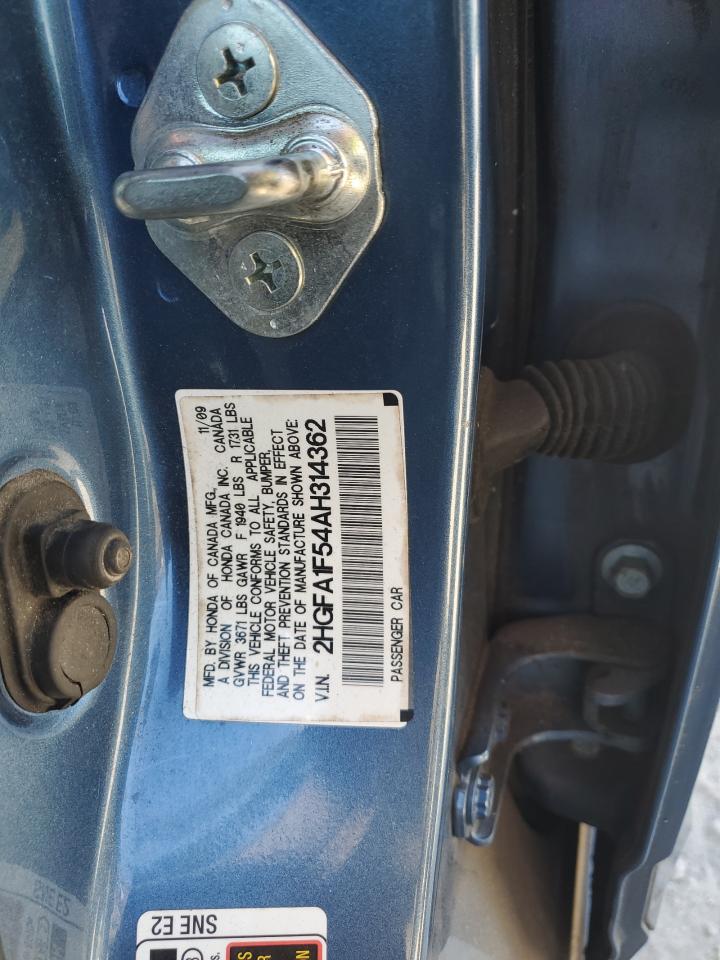 MFD. BY HONDA OF CANADA MFG. 11/09
A DIVISION OF HONDA CANADA INC. CANADA
GVWR 3671 LBS GAWR F 1940 LBS R 1731 LBS
THIS VEHICLE CONFORMS TO ALL APPLICABLE
FEDERAL MOTOR VEHICLE SAFETY, BUMPER,
AND THEFT PREVENTION STANDARDS IN EFFECT
ON THE DATE OF MANUFACTURE SHOWN ABOVE:
V.I.N. 2HGFA1F54AH314362
PASSENGER CAR
SNE E2